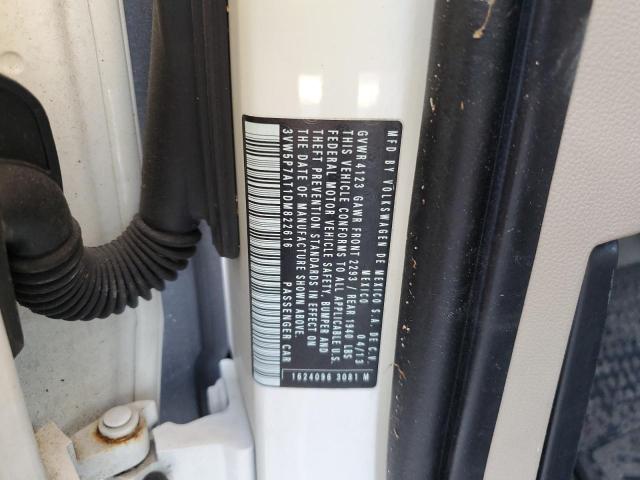 MFD BY VOLKSWAGEN DE MEXICO S.A. DE C.V.
MEXICO 04/13
GVWR 4123 GAWR FRONT 2293 / REAR 1940 LBS
THIS VEHICLE CONFORMS TO ALL APPLICABLE U.S.
FEDERAL MOTOR VEHICLE SAFETY, BUMPER AND
THEFT PREVENTION STANDARDS IN EFFECT ON
THE DATE OF MANUFACTURE SHOWN ABOVE.
3VW5P7AT1DM822616 PASSENGER CAR
1624096 3081 M